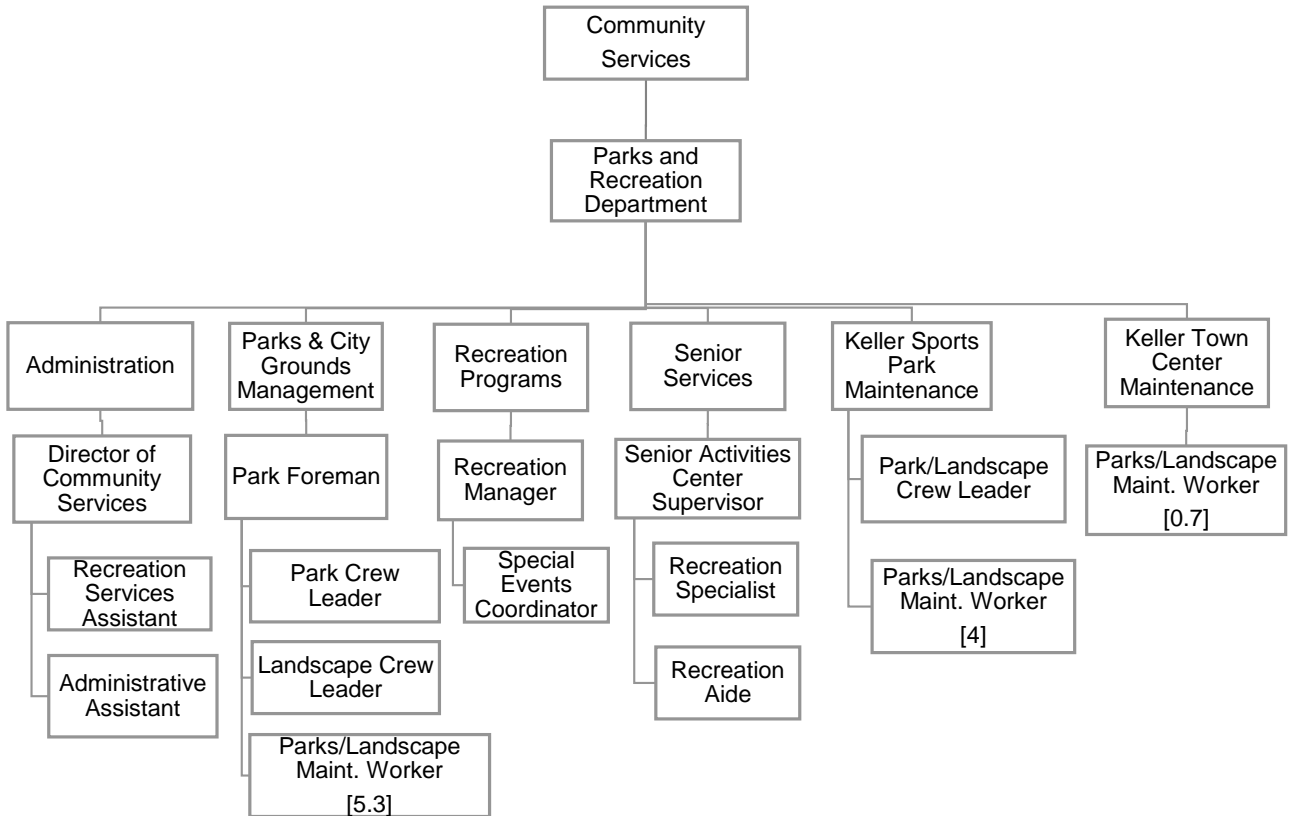 Community
Services
Parks and
Recreation
Department
Administration
Parks & City
Grounds
Management
Recreation
Programs
Senior
Services
Keller Sports
Park
Maintenance
Keller Town
Center
Maintenance
Director of
Community
Services
Park Foreman
Recreation
Manager
Senior Activities
Center
Supervisor
Park/Landscape
Crew Leader
Parks/Landscape
Maint. Worker
[0.7]
Recreation
Services
Assistant
Park Crew
Leader
Special
Events
Coordinator
Recreation
Specialist
Parks/Landscape
Maint. Worker
[4]
Administrative
Assistant
Landscape Crew
Leader
Recreation
Aide
Parks/Landscape
Maint. Worker
[5.3]